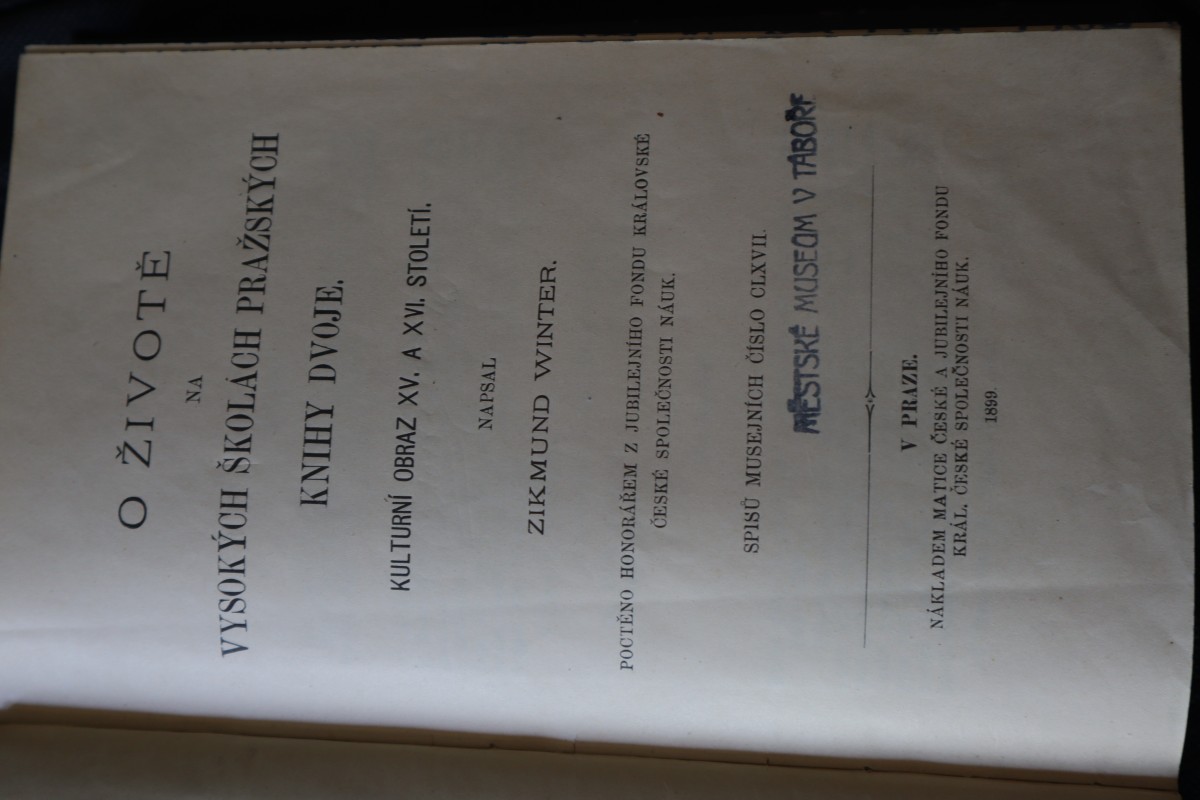 O ŽIVOTĚ
NA
VYSOKÝCH ŠKOLÁCH PRAŽSKÝCH
KNIHY DVOJE.
KULTURNÍ OBRAZ XV. A XVI. STOLETÍ.
NAPSAL
ZIKMUND WINTER.
POCTĚNO HONORÁŘEM Z JUBILEJNÍHO FONDU KRÁLOVSKÉ
ČESKÉ SPOLEČNOSTI NÁUK.
SPISŮ MUSEJNÍCH ČÍSLO CLXVII.
MĚSTSKÉ MUSEUM V TÁBOŘE
V PRAZE.
NÁKLADEM MATICE ČESKÉ A JUBILEJNÍHO FONDU
KRÁL. ČESKÉ SPOLEČNOSTI NÁUK.
1899.